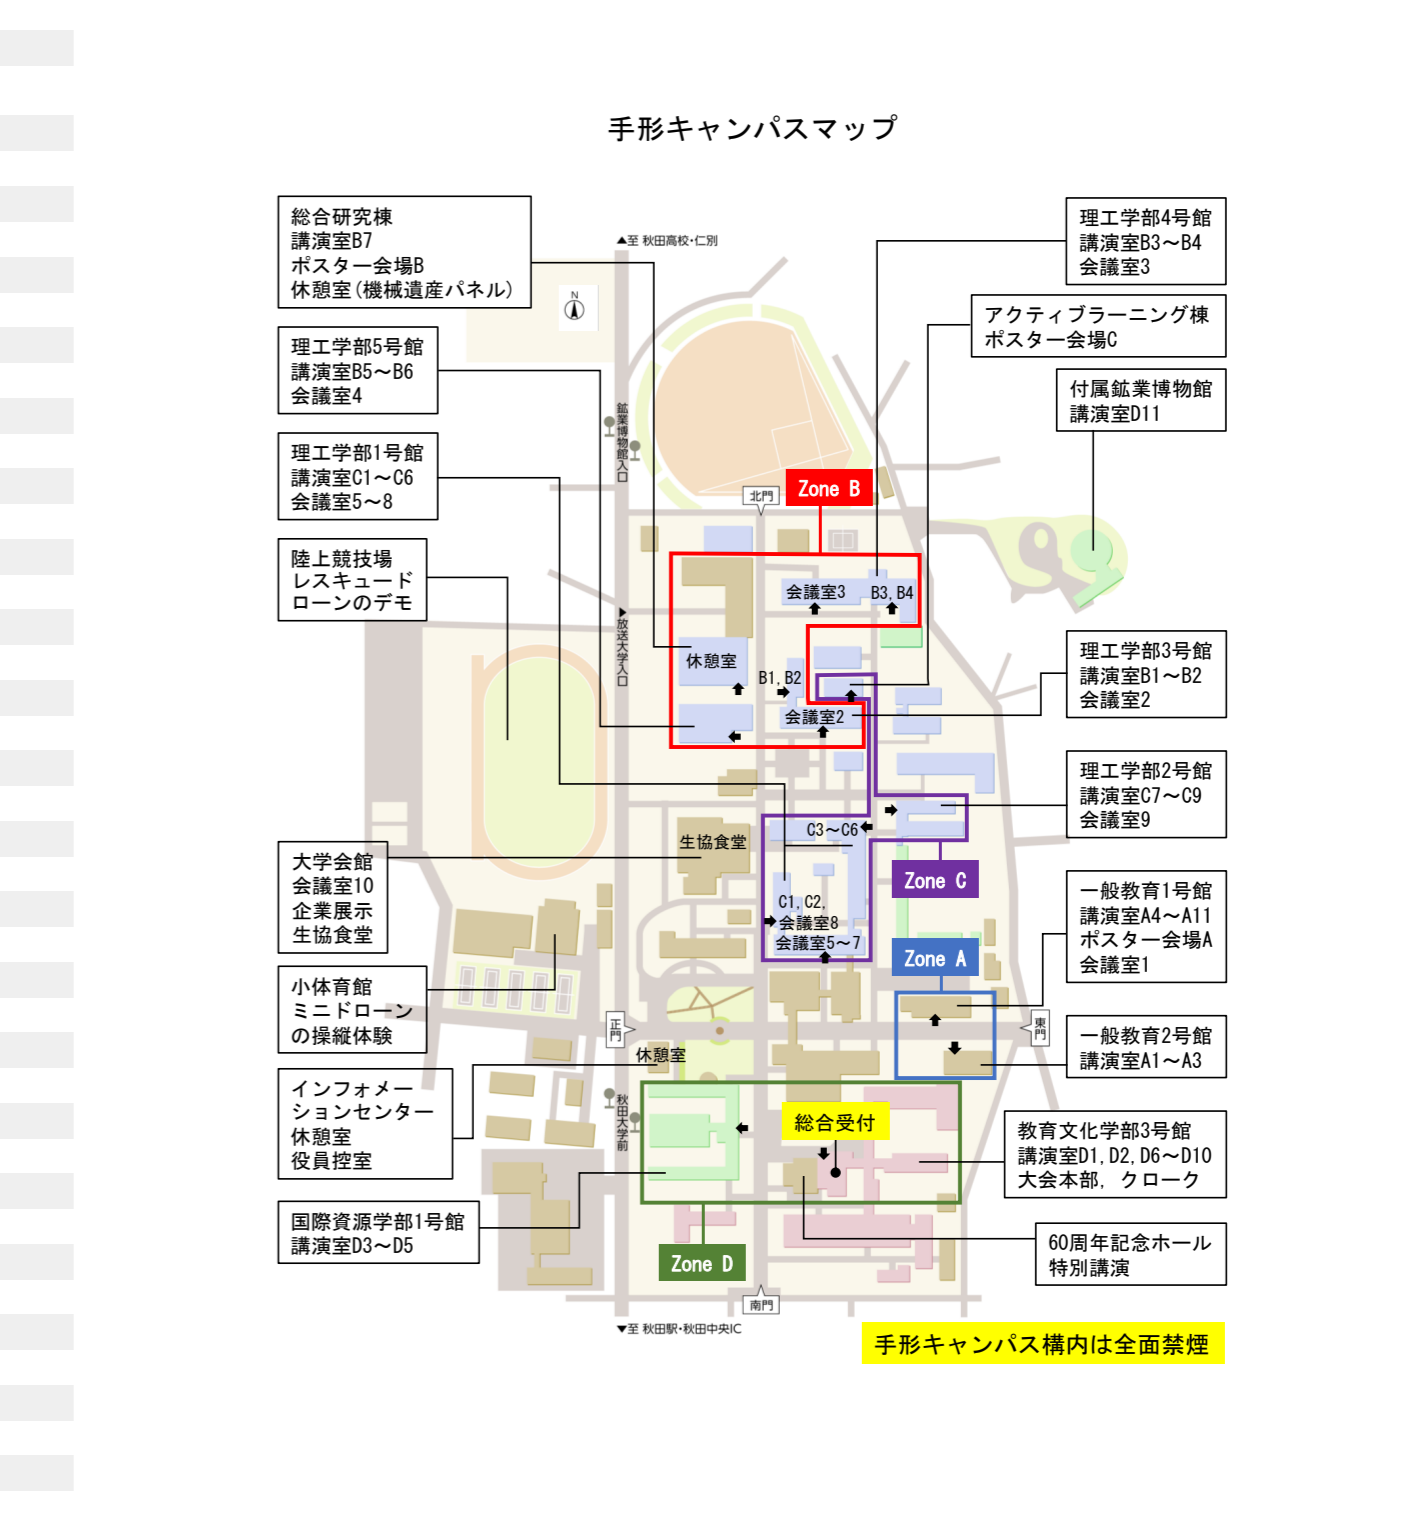 手形キャンパスマップ
総合研究棟
講演室B7
ポスター会場B
休憩室(機械遺産パネル)
理工学部5号館
講演室B5～B6
会議室4
理工学部1号館
講演室C1～C6
会議室5～8
陸上競技場
レスキュード
ローンのデモ
大学会館
会議室10
企業展示
生協食堂
小体育館
ミニドローン
の操縦体験
インフォメー
ションセンター
休憩室
役員控室
国際資源学部1号館
講演室D3～D5
▲至 秋田高校・仁別
N
鉱業博物館入口
北門
Zone B
会議室3
B3, B4
▶放送大学入口
休憩室
B1, B2
会議室2
生協食堂
C3～C6
Zone C
C1, C2,
会議室8
会議室5～7
Zone A
正門
東門
休憩室
秋田大学前
総合受付
Zone D
南門
▼至 秋田駅・秋田中央IC
理工学部4号館
講演室B3～B4
会議室3
アクティブラーニング棟
ポスター会場C
付属鉱業博物館
講演室D11
理工学部3号館
講演室B1～B2
会議室2
理工学部2号館
講演室C7～C9
会議室9
一般教育1号館
講演室A4～A11
ポスター会場A
会議室1
一般教育2号館
講演室A1～A3
教育文化学部3号館
講演室D1, D2, D6～D10
大会本部, クローク
60周年記念ホール
特別講演
手形キャンパス構内は全面禁煙